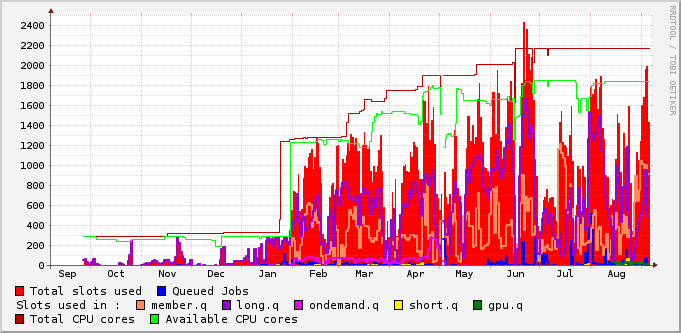 RRDTOOL / TOBI OETIKER
2400
2200
2000
1800
1600
1400
1200
1000
800
600
400
200
0
Sep Oct Nov Dec Jan Feb Mar Apr May Jun Jul Aug
Total slots used Queued Jobs
Slots used in : member.q long.q ondemand.q short.q gpu.q
Total CPU cores Available CPU cores